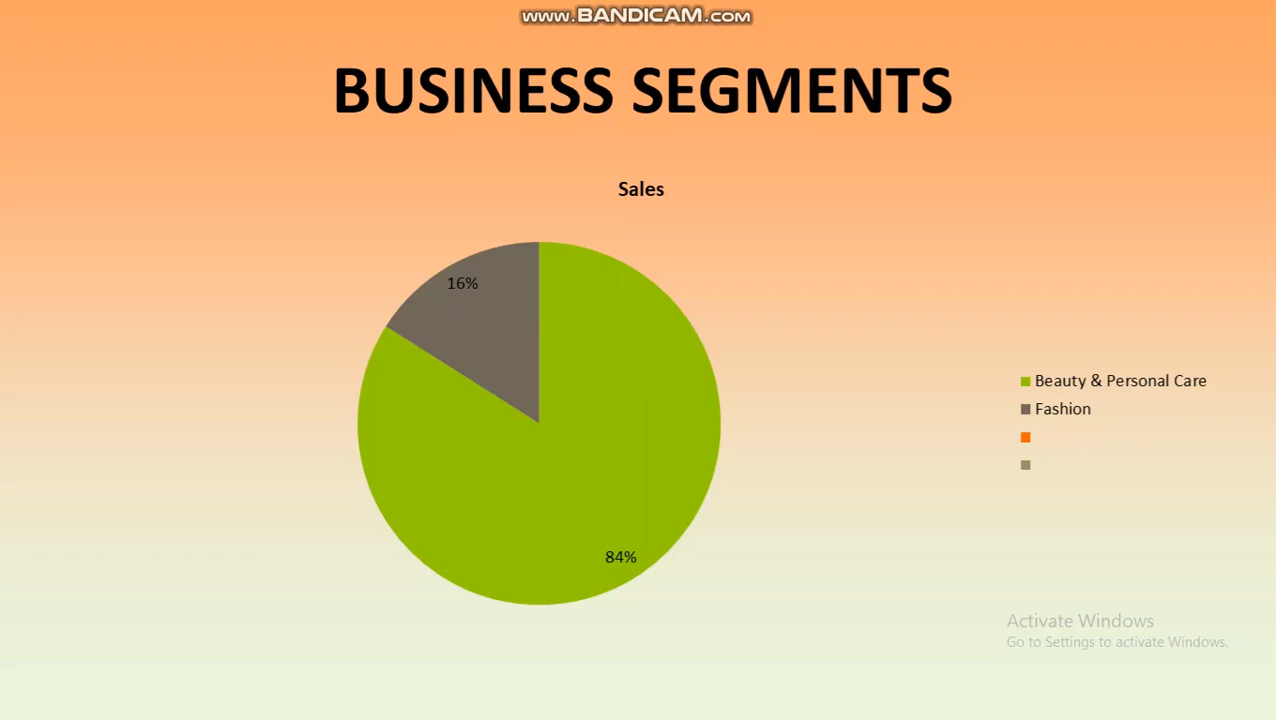 www.BANDICAM.com
BUSINESS SEGMENTS
Sales
16%
84%
Beauty & Personal Care
Fashion
Activate Windows
Go to Settings to activate Windows.